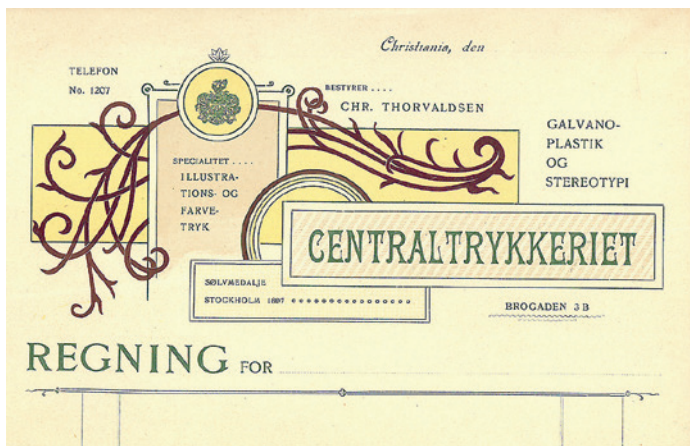 Christiania, den
TELEFON
No. 1207
BESTYRER ....
CHR. THORVALDSEN
GALVANO-
PLASTIK
OG
STEREOTYPI
SPECIALITET ....
ILLUSTRA-
TIONS- OG
FARVE-
TRYK
CENTRALTRYKKERIET
SØLVMEDALJE
STOCKHOLM 1897
BROGADEN 3 B
REGNING FOR